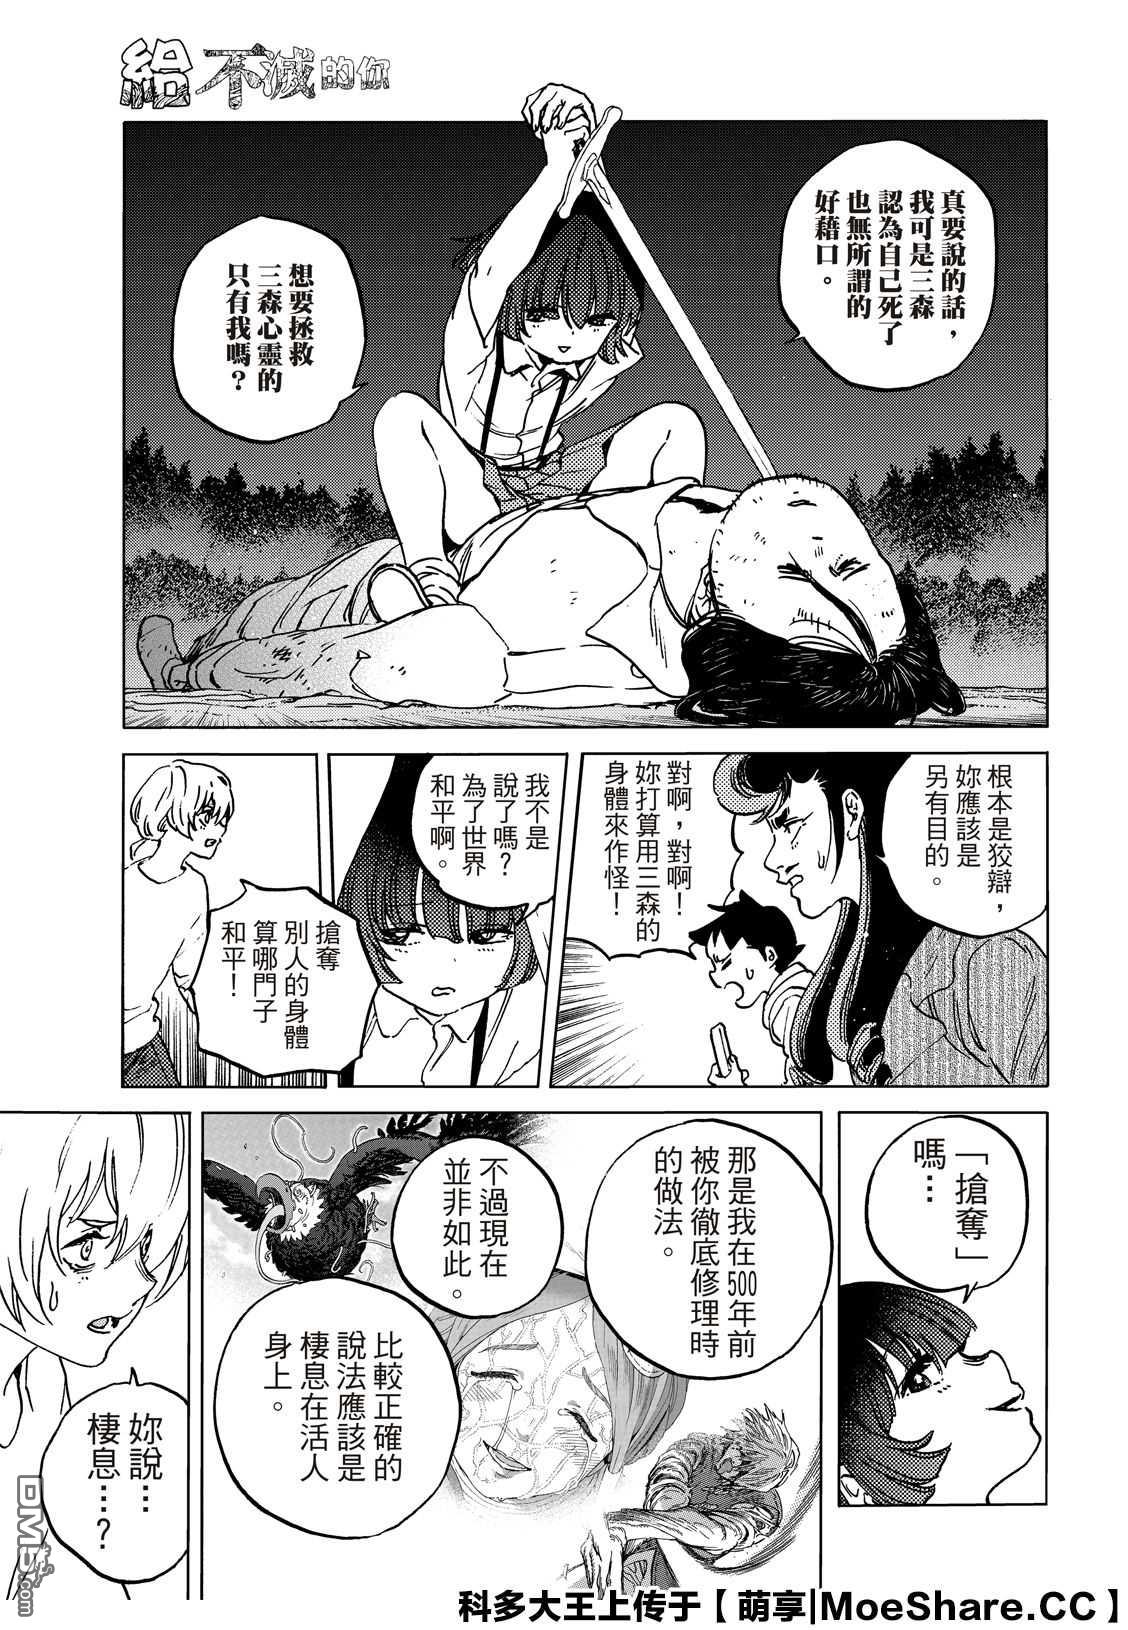 給不滅的你
真要說的話，
我可是三森
認為自己死了
也無所謂的
好藉口。
想要拯救
三森心靈的
只有我嗎？
根本是狡辯，
妳應該是
另有目的。
對啊，對啊！
妳打算用三森的
身體來作怪！
我不是
說了嗎？
為了世界
和平啊。
搶奪
別人的身體
算哪門子
和平！
「搶奪」
嗎…
那是我在500年前
被你徹底修理時
的做法。
不過現在
並非如此。
比較正確的
說法應該是
棲息在活人
身上。
妳說…
棲息…？
DM5.com
科多大王上传于【萌享|MoeShare.CC】